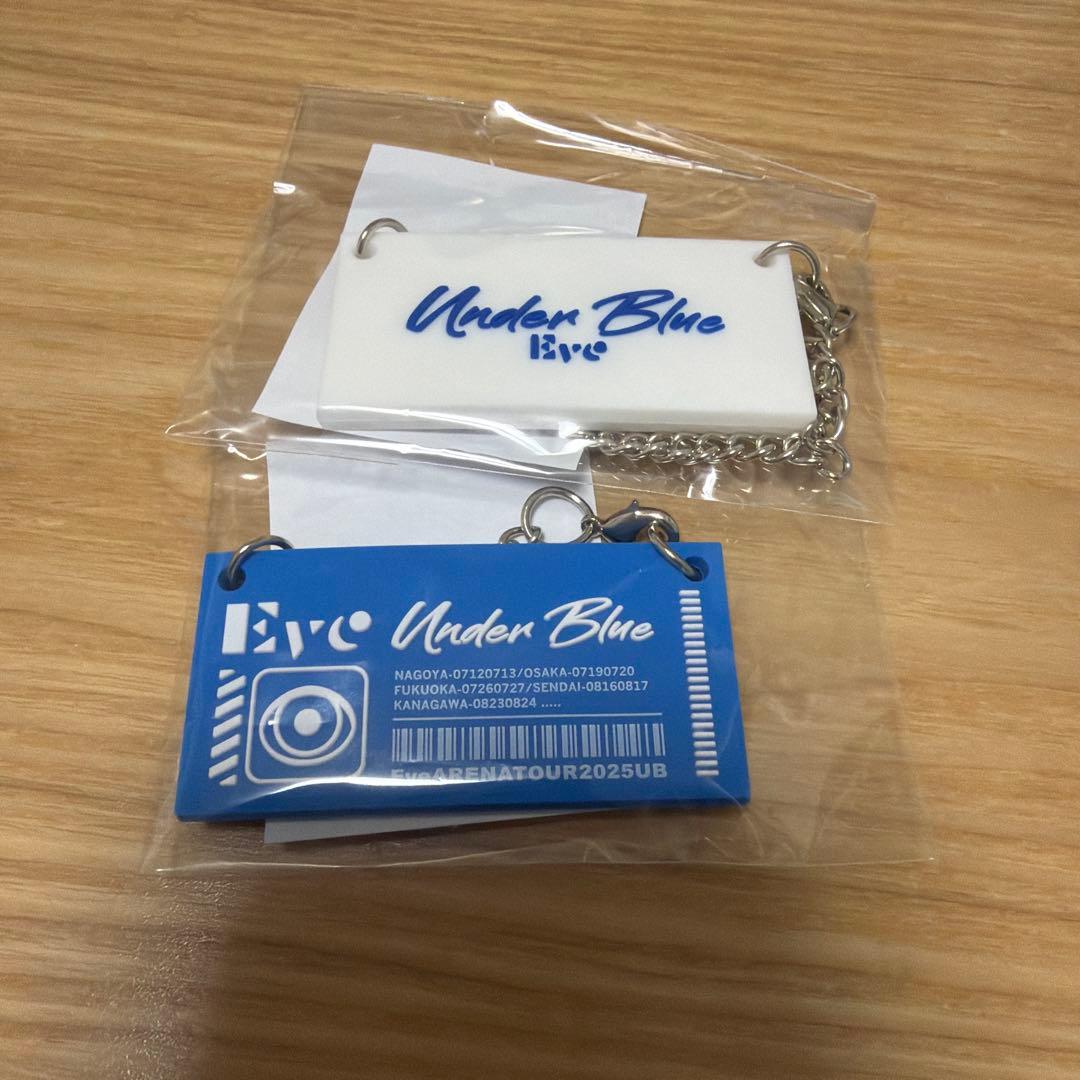 Under Blue
Eve
Eve Under Blue
NAGOYA-07120713/OSAKA-07190720
FUKUOKA-07260727/SENDAI-08160817
KANAGAWA-08230824 .....
EveARENATOUR2025UB